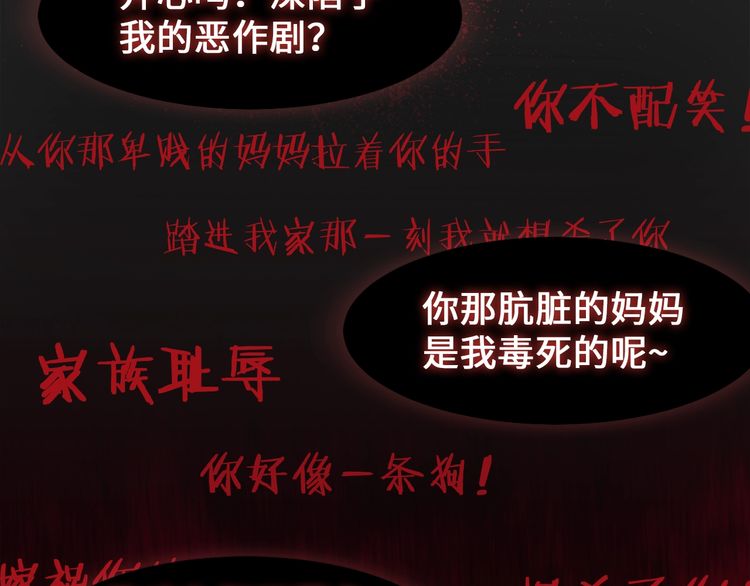 我的恶作剧？
你不配笑！
从你那卑贱的妈妈拉着你的手
踏进我家那一刻我就想杀了你
你那肮脏的妈妈
是我毒死的呢~
家族耻辱
你好像一条狗！